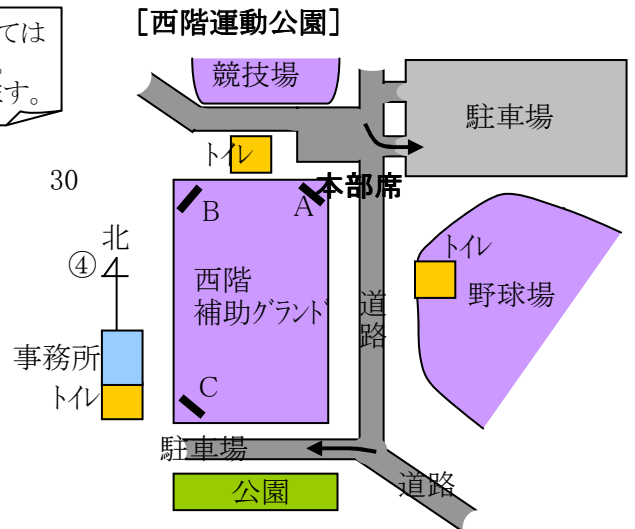 ては
す。
[西階運動公園]
競技場
駐車場
トイレ
30
本部席
B
A
北
④
トイレ
西階
補助グランド
道路
野球場
事務所
トイレ
C
駐車場
公園
道路